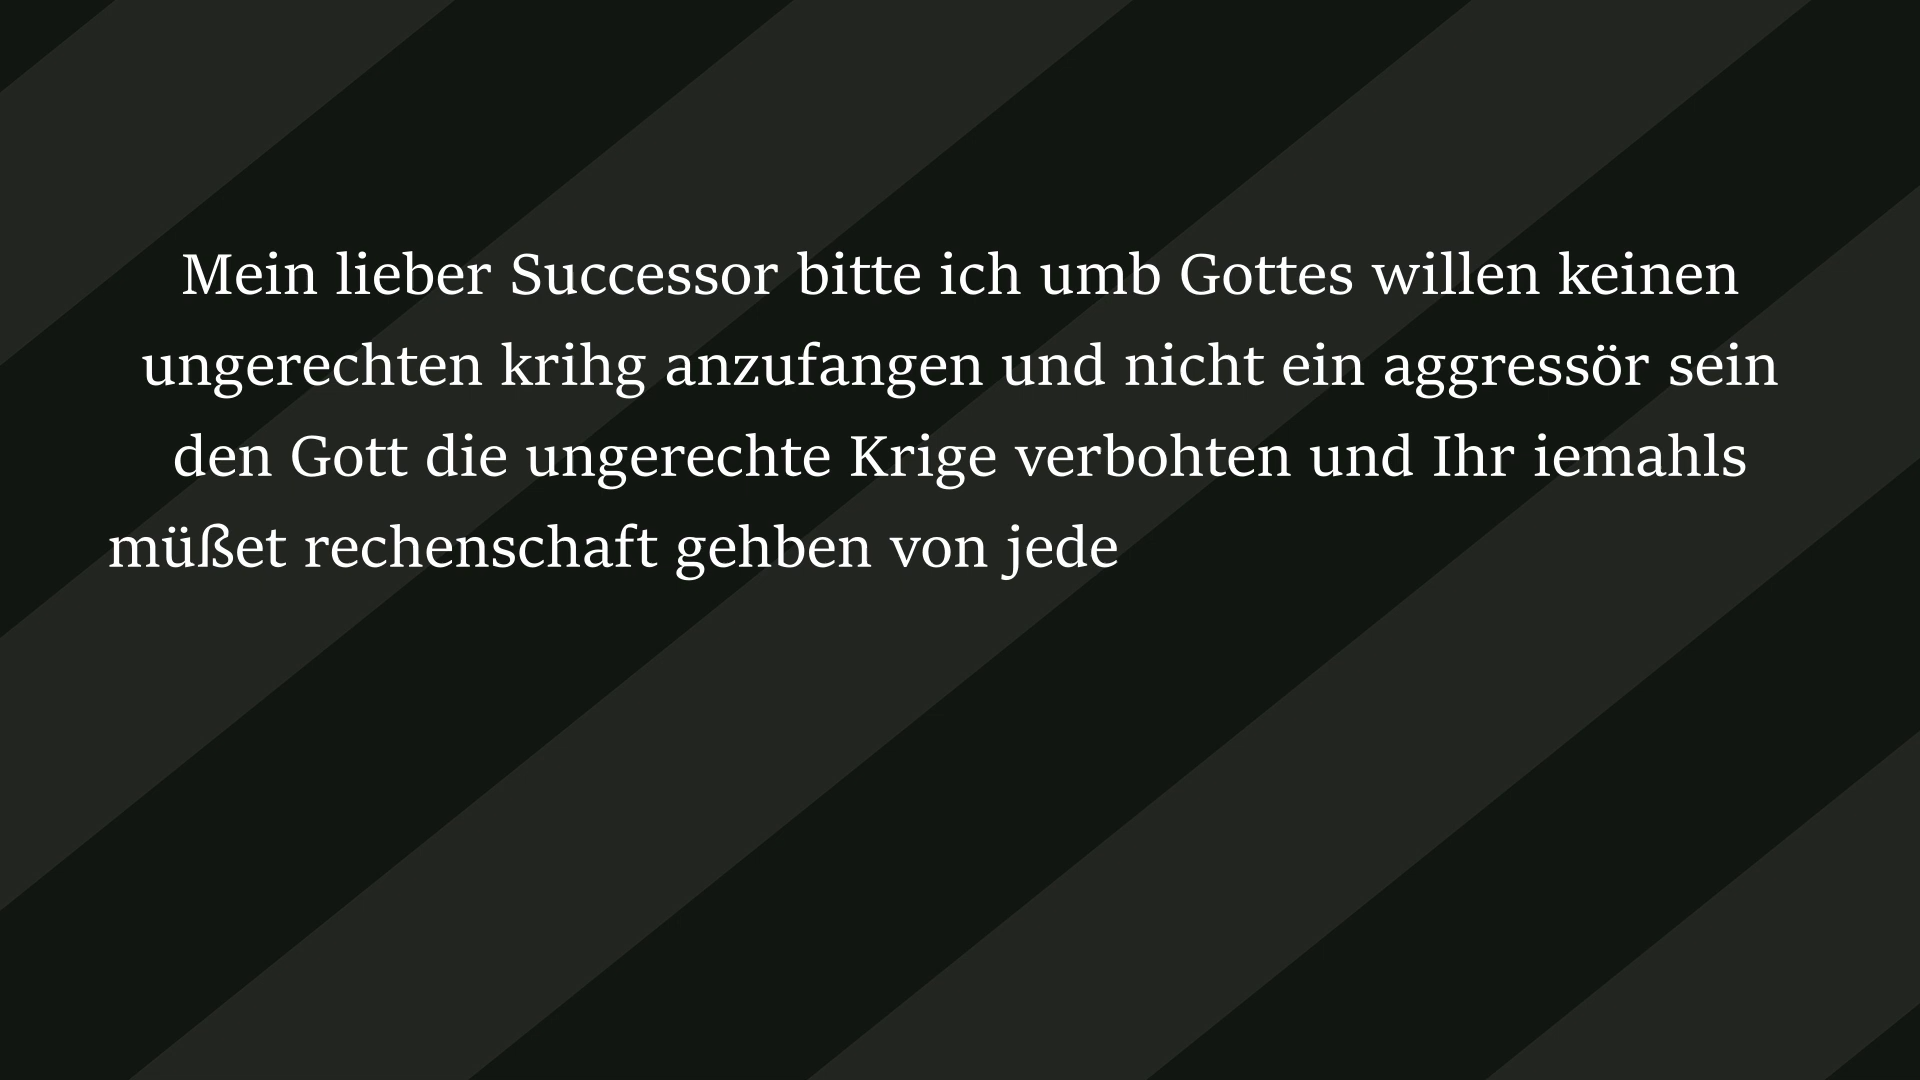 Mein lieber Successor bitte ich umb Gottes willen keinen
ungerechten krihg anzufangen und nicht ein aggressör sein
den Gott die ungerechte Krige verbohten und Ihr iemahls
müßet rechenschaft gehben von jede